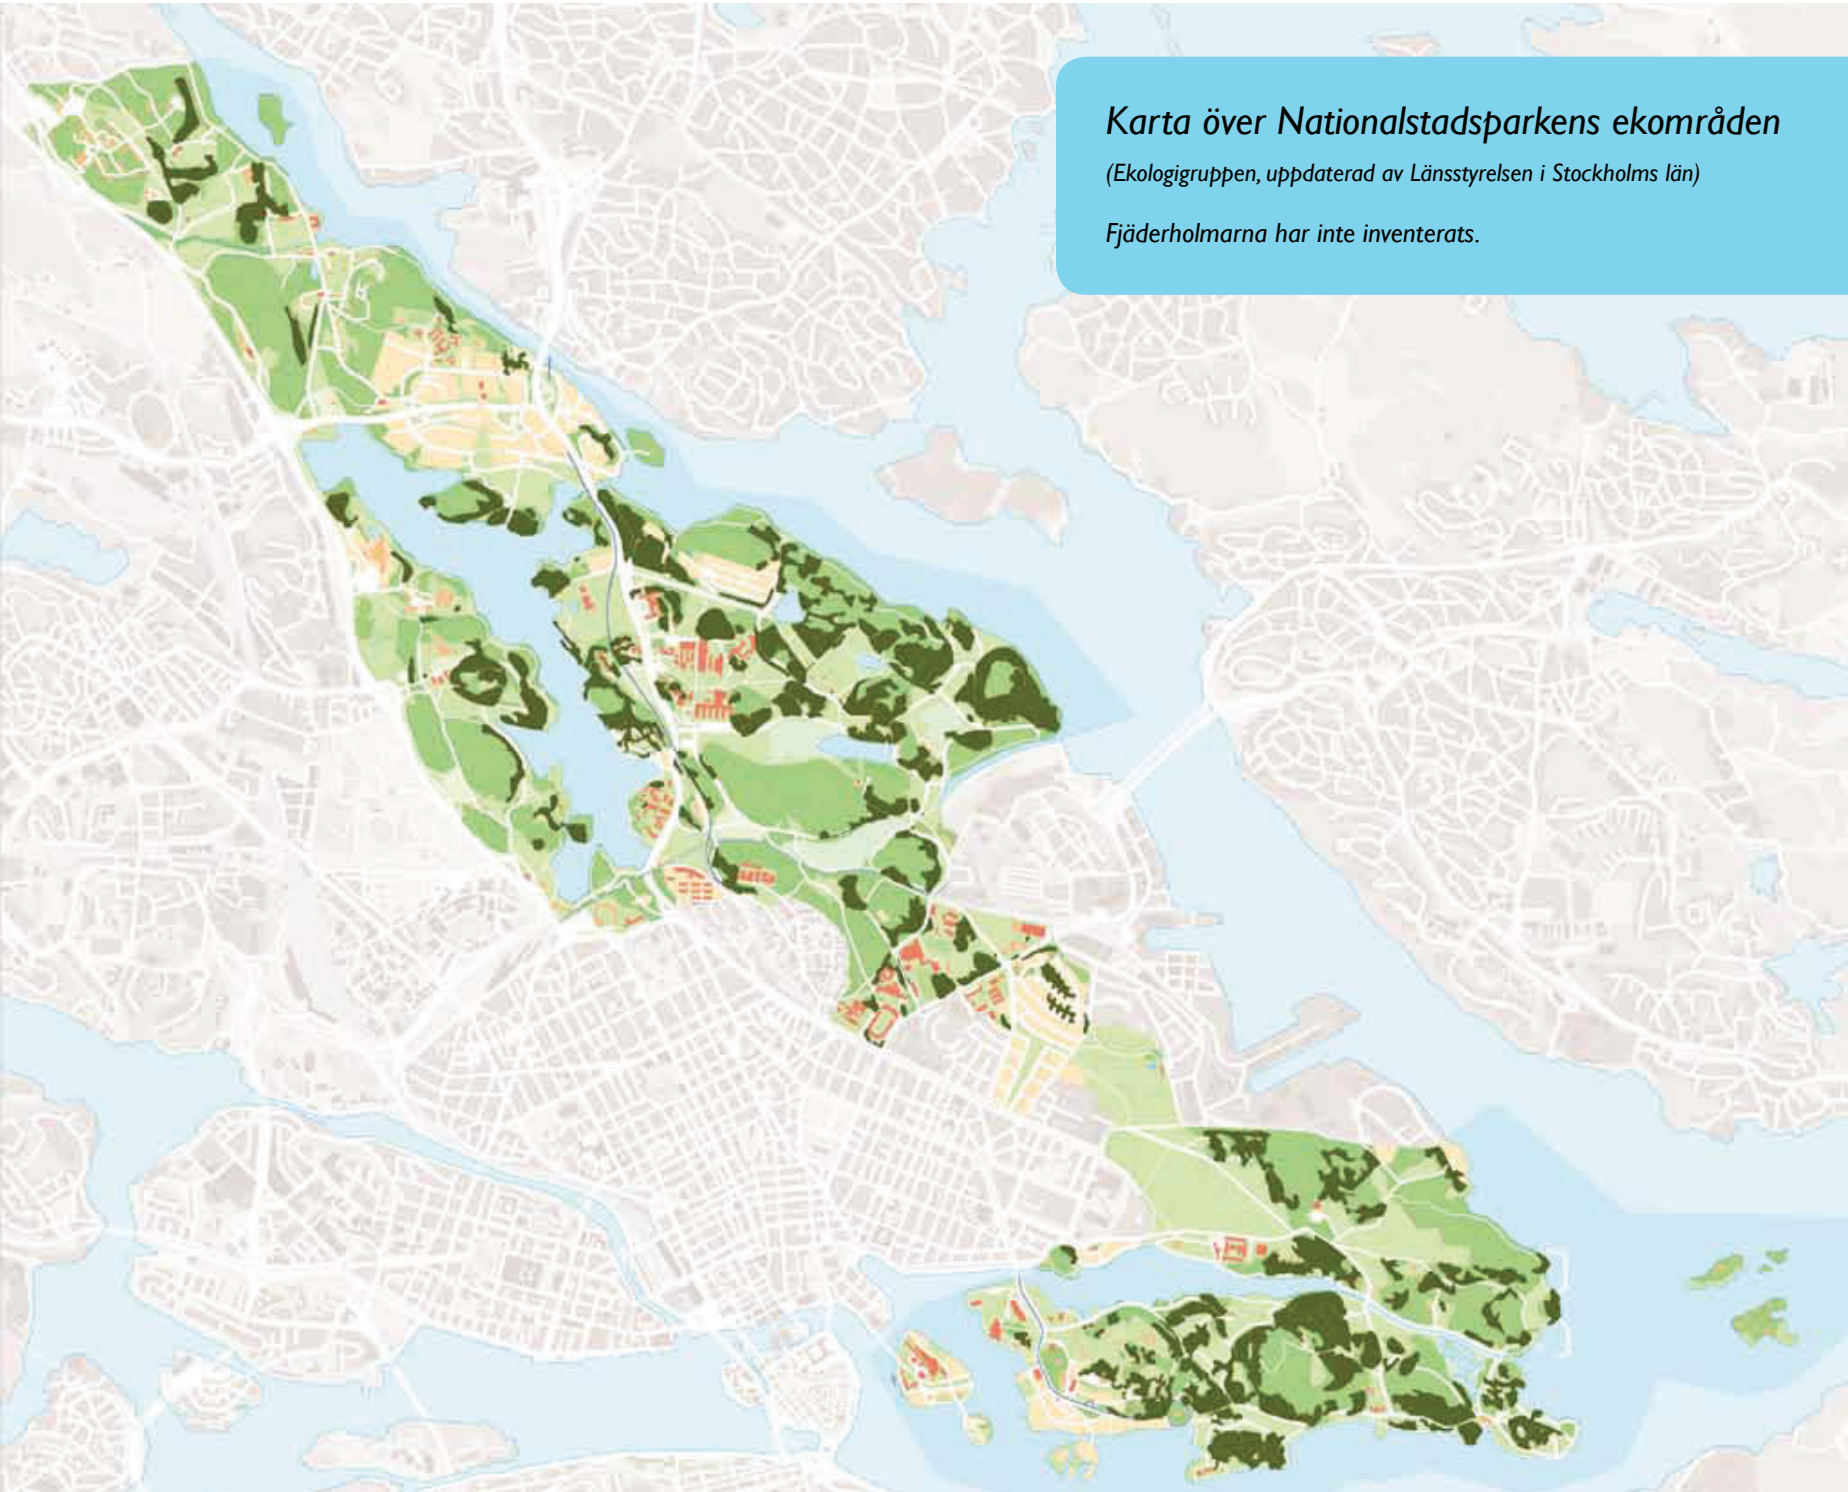 Karta över Nationalstadsparkens ekområden
(Ekologigruppen, uppdaterad av Länsstyrelsen i Stockholms län)
Fjäderholmarna har inte inventerats.